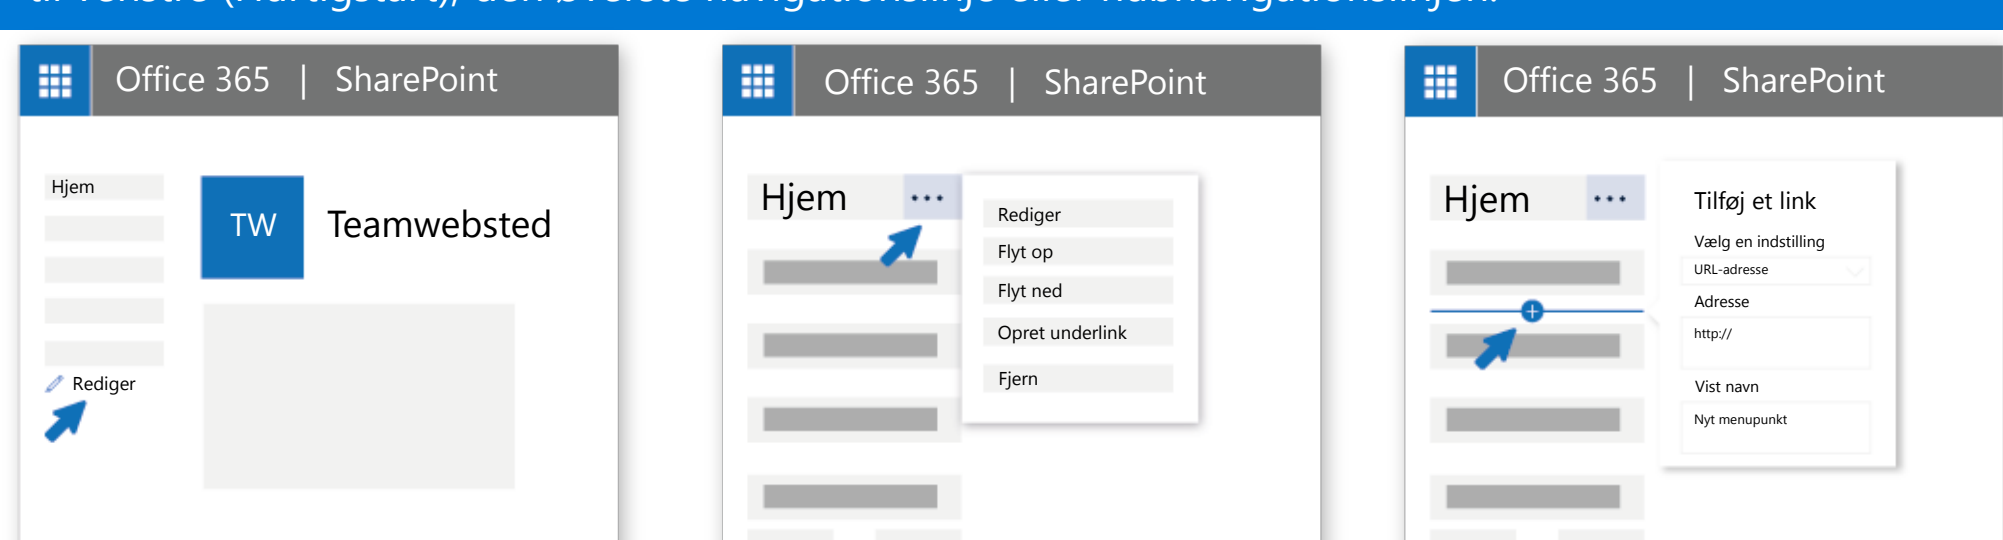 Office 365 | SharePoint
Hjem
TW
Teamwebsted
Rediger
Office 365 | SharePoint
Hjem
Rediger
Flyt op
Flyt ned
Opret underlink
Fjern
Office 365 | SharePoint
Hjem
Tilføj et link
Vælg en indstilling
URL-adresse
Adresse
http://
Vist navn
Nyt menupunkt